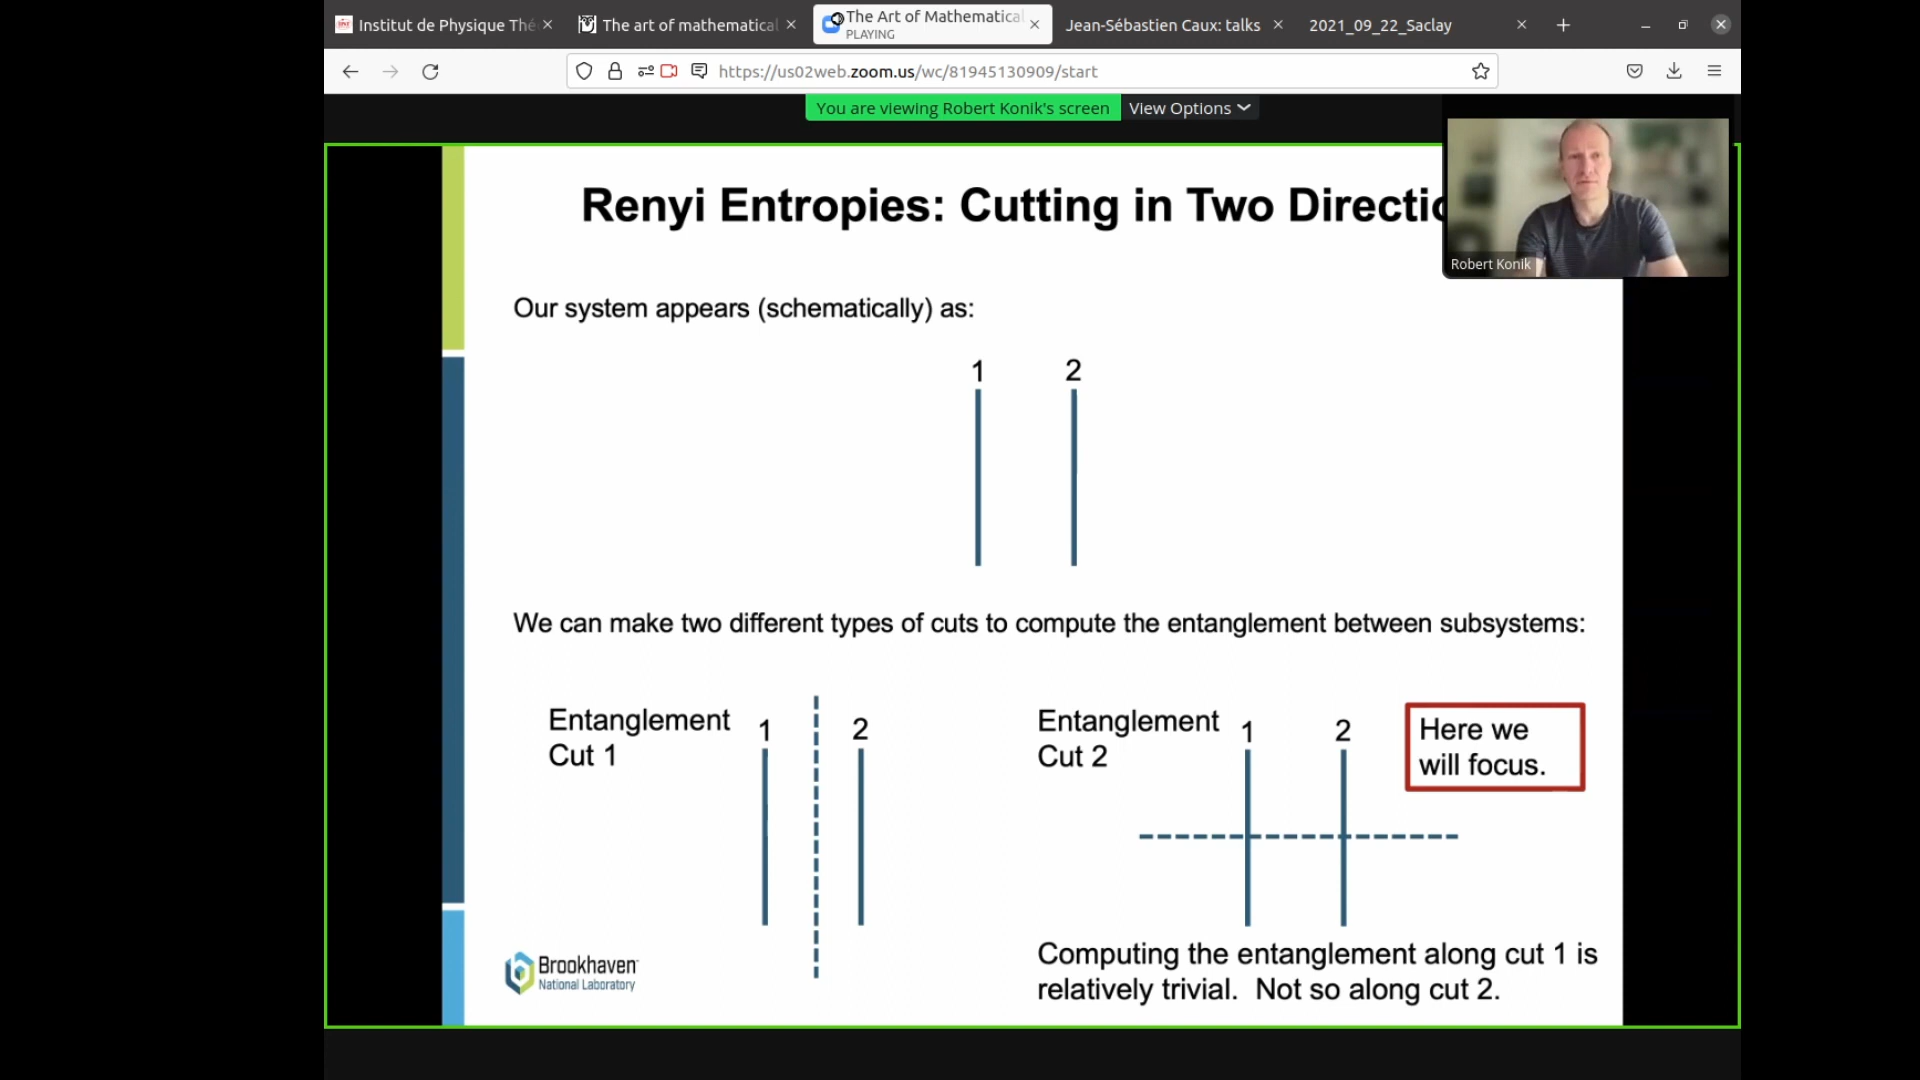 Institut de Physique Thé
The art of mathematical
The Art of Mathematical
PLAYING
Jean-Sébastien Caux: talks
2021_09_22_Saclay
https://us02web.zoom.us/wc/81945130909/start
You are viewing Robert Konik's screen
View Options
Robert Konik
Renyi Entropies: Cutting in Two Directio
Our system appears (schematically) as:
1 2
We can make two different types of cuts to compute the entanglement between subsystems:
Entanglement
Cut 1
1 2
Entanglement
Cut 2
1 2
Here we
will focus.
Computing the entanglement along cut 1 is
relatively trivial. Not so along cut 2.
Brookhaven
National Laboratory